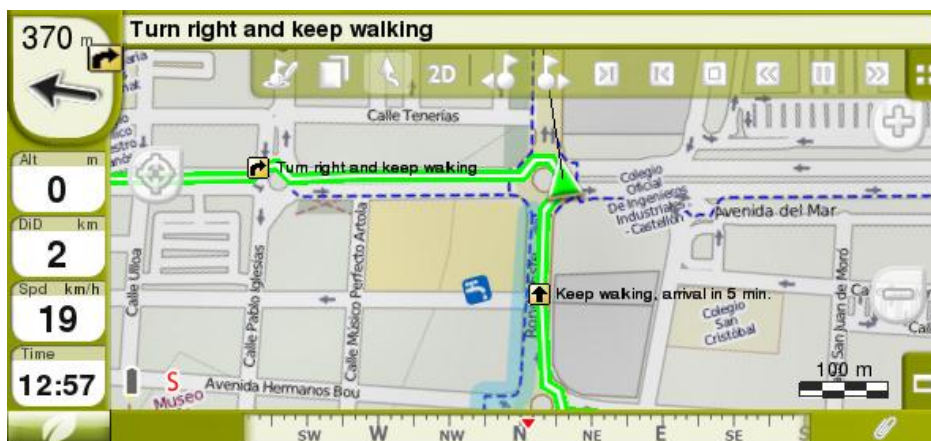 370 m
Turn right and keep walking
2D
Alt m
0
DiD km
2
Spd km/h
19
Time
12:57
Calle Tenerías
Turn right and keep walking
Colegio
Oficial
De Ingenieros
Industriales
- Castellón
Avenida del Mar
Calle Ulloa
Calle Pablo Iglesias
Calle Músico Perfecto Artola
Keep walking, arrival in 5 min.
Colegio
San
Cristóbal
San Juan de Moró
100 m
S
Museo
Avenida Hermanos Bou
SW W NW N NE E SE S